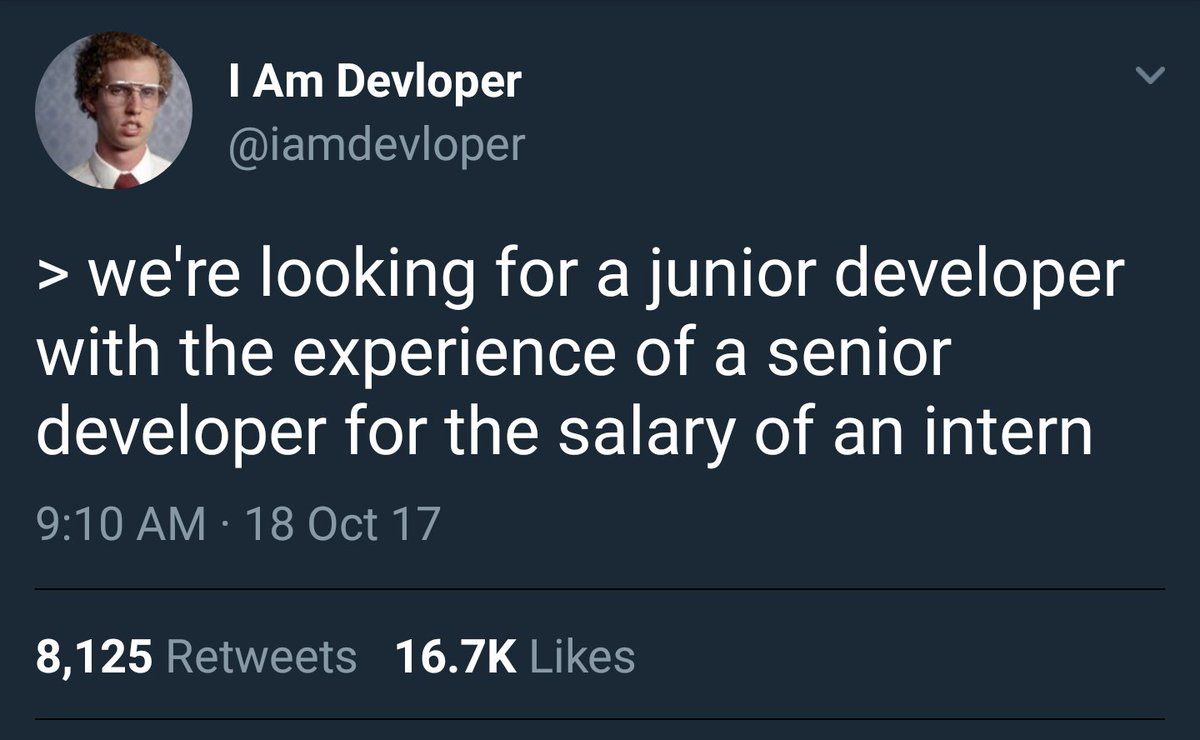 I Am Devloper
@iamdevloper
> we're looking for a junior developer
with the experience of a senior
developer for the salary of an intern
9:10 AM · 18 Oct 17
8,125 Retweets 16.7K Likes